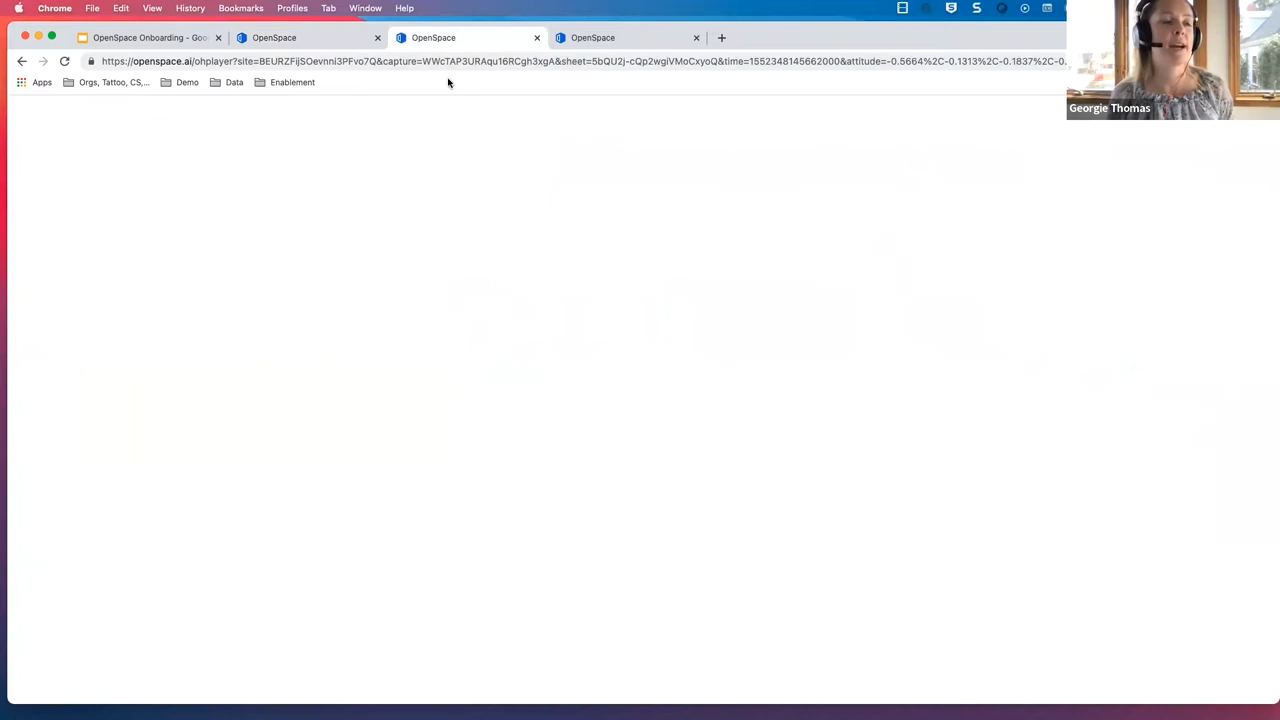 Chrome File Edit View History Bookmarks Profiles Tab Window Help
OpenSpace Onboarding - Goo OpenSpace OpenSpace OpenSpace
https://openspace.ai/ohplayer?site=BEURZFijSOevnni3PFvo7Q&capture=WWcTAP3URAqu16RCgh3xgA&sheet=5bQU2j-cQp2wgiVMoCxyoQ&time=1552348145662000&attitude=-0.5664%2C-0.1313%2C-0.1837%2C-0.
Apps Orgs, Tattoo, CS,... Demo Data Enablement
Georgie Thomas